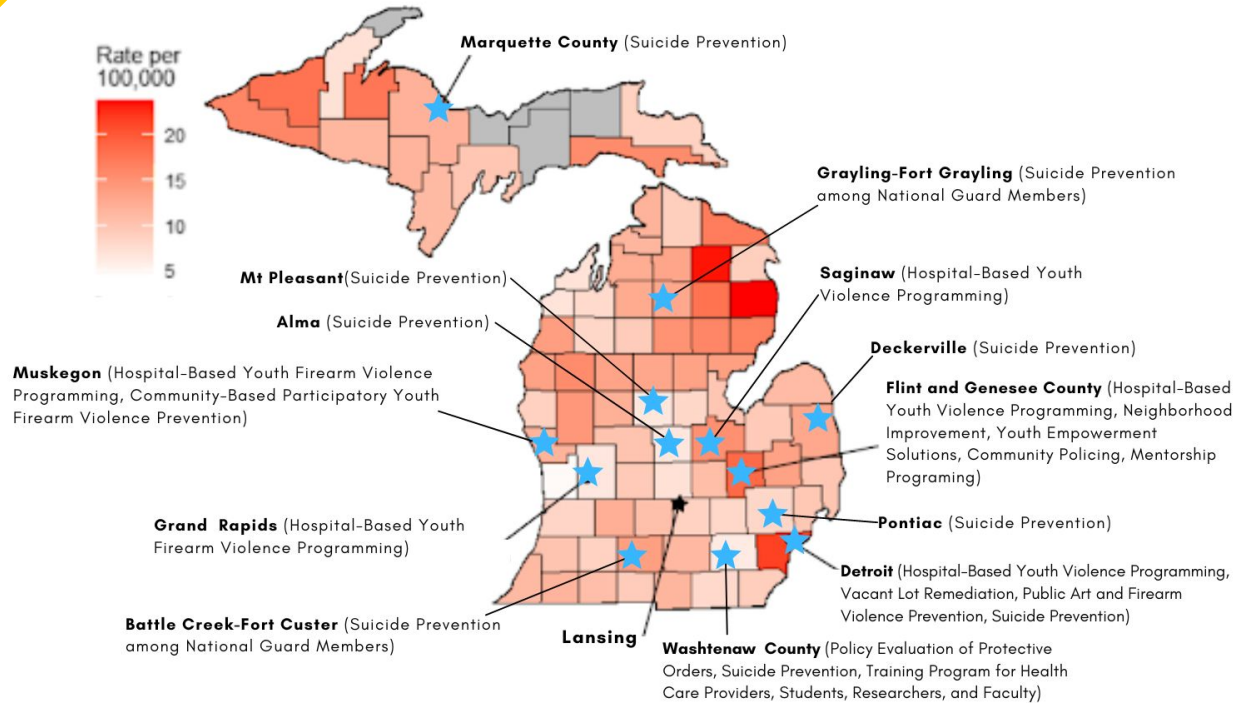 Marquette County (Suicide Prevention)
Rate per
100,000
20
15
10
5
Grayling-Fort Grayling (Suicide Prevention
among National Guard Members)
Mt Pleasant(Suicide Prevention)
Saginaw (Hospital-Based Youth
Violence Programming)
Alma (Suicide Prevention)
Deckerville (Suicide Prevention)
Muskegon (Hospital-Based Youth Firearm Violence
Programming, Community-Based Participatory Youth
Firearm Violence Prevention)
Flint and Genesee County (Hospital-Based
Youth Violence Programming, Neighborhood
Improvement, Youth Empowerment
Solutions, Community Policing, Mentorship
Programing)
Grand Rapids (Hospital-Based Youth
Firearm Violence Programming)
Pontiac (Suicide Prevention)
Detroit (Hospital-Based Youth Violence Programming,
Vacant Lot Remediation, Public Art and Firearm
Violence Prevention, Suicide Prevention)
Battle Creek-Fort Custer (Suicide Prevention
among National Guard Members)
Lansing
Washtenaw County (Policy Evaluation of Protective
Orders, Suicide Prevention, Training Program for Health
Care Providers, Students, Researchers, and Faculty)